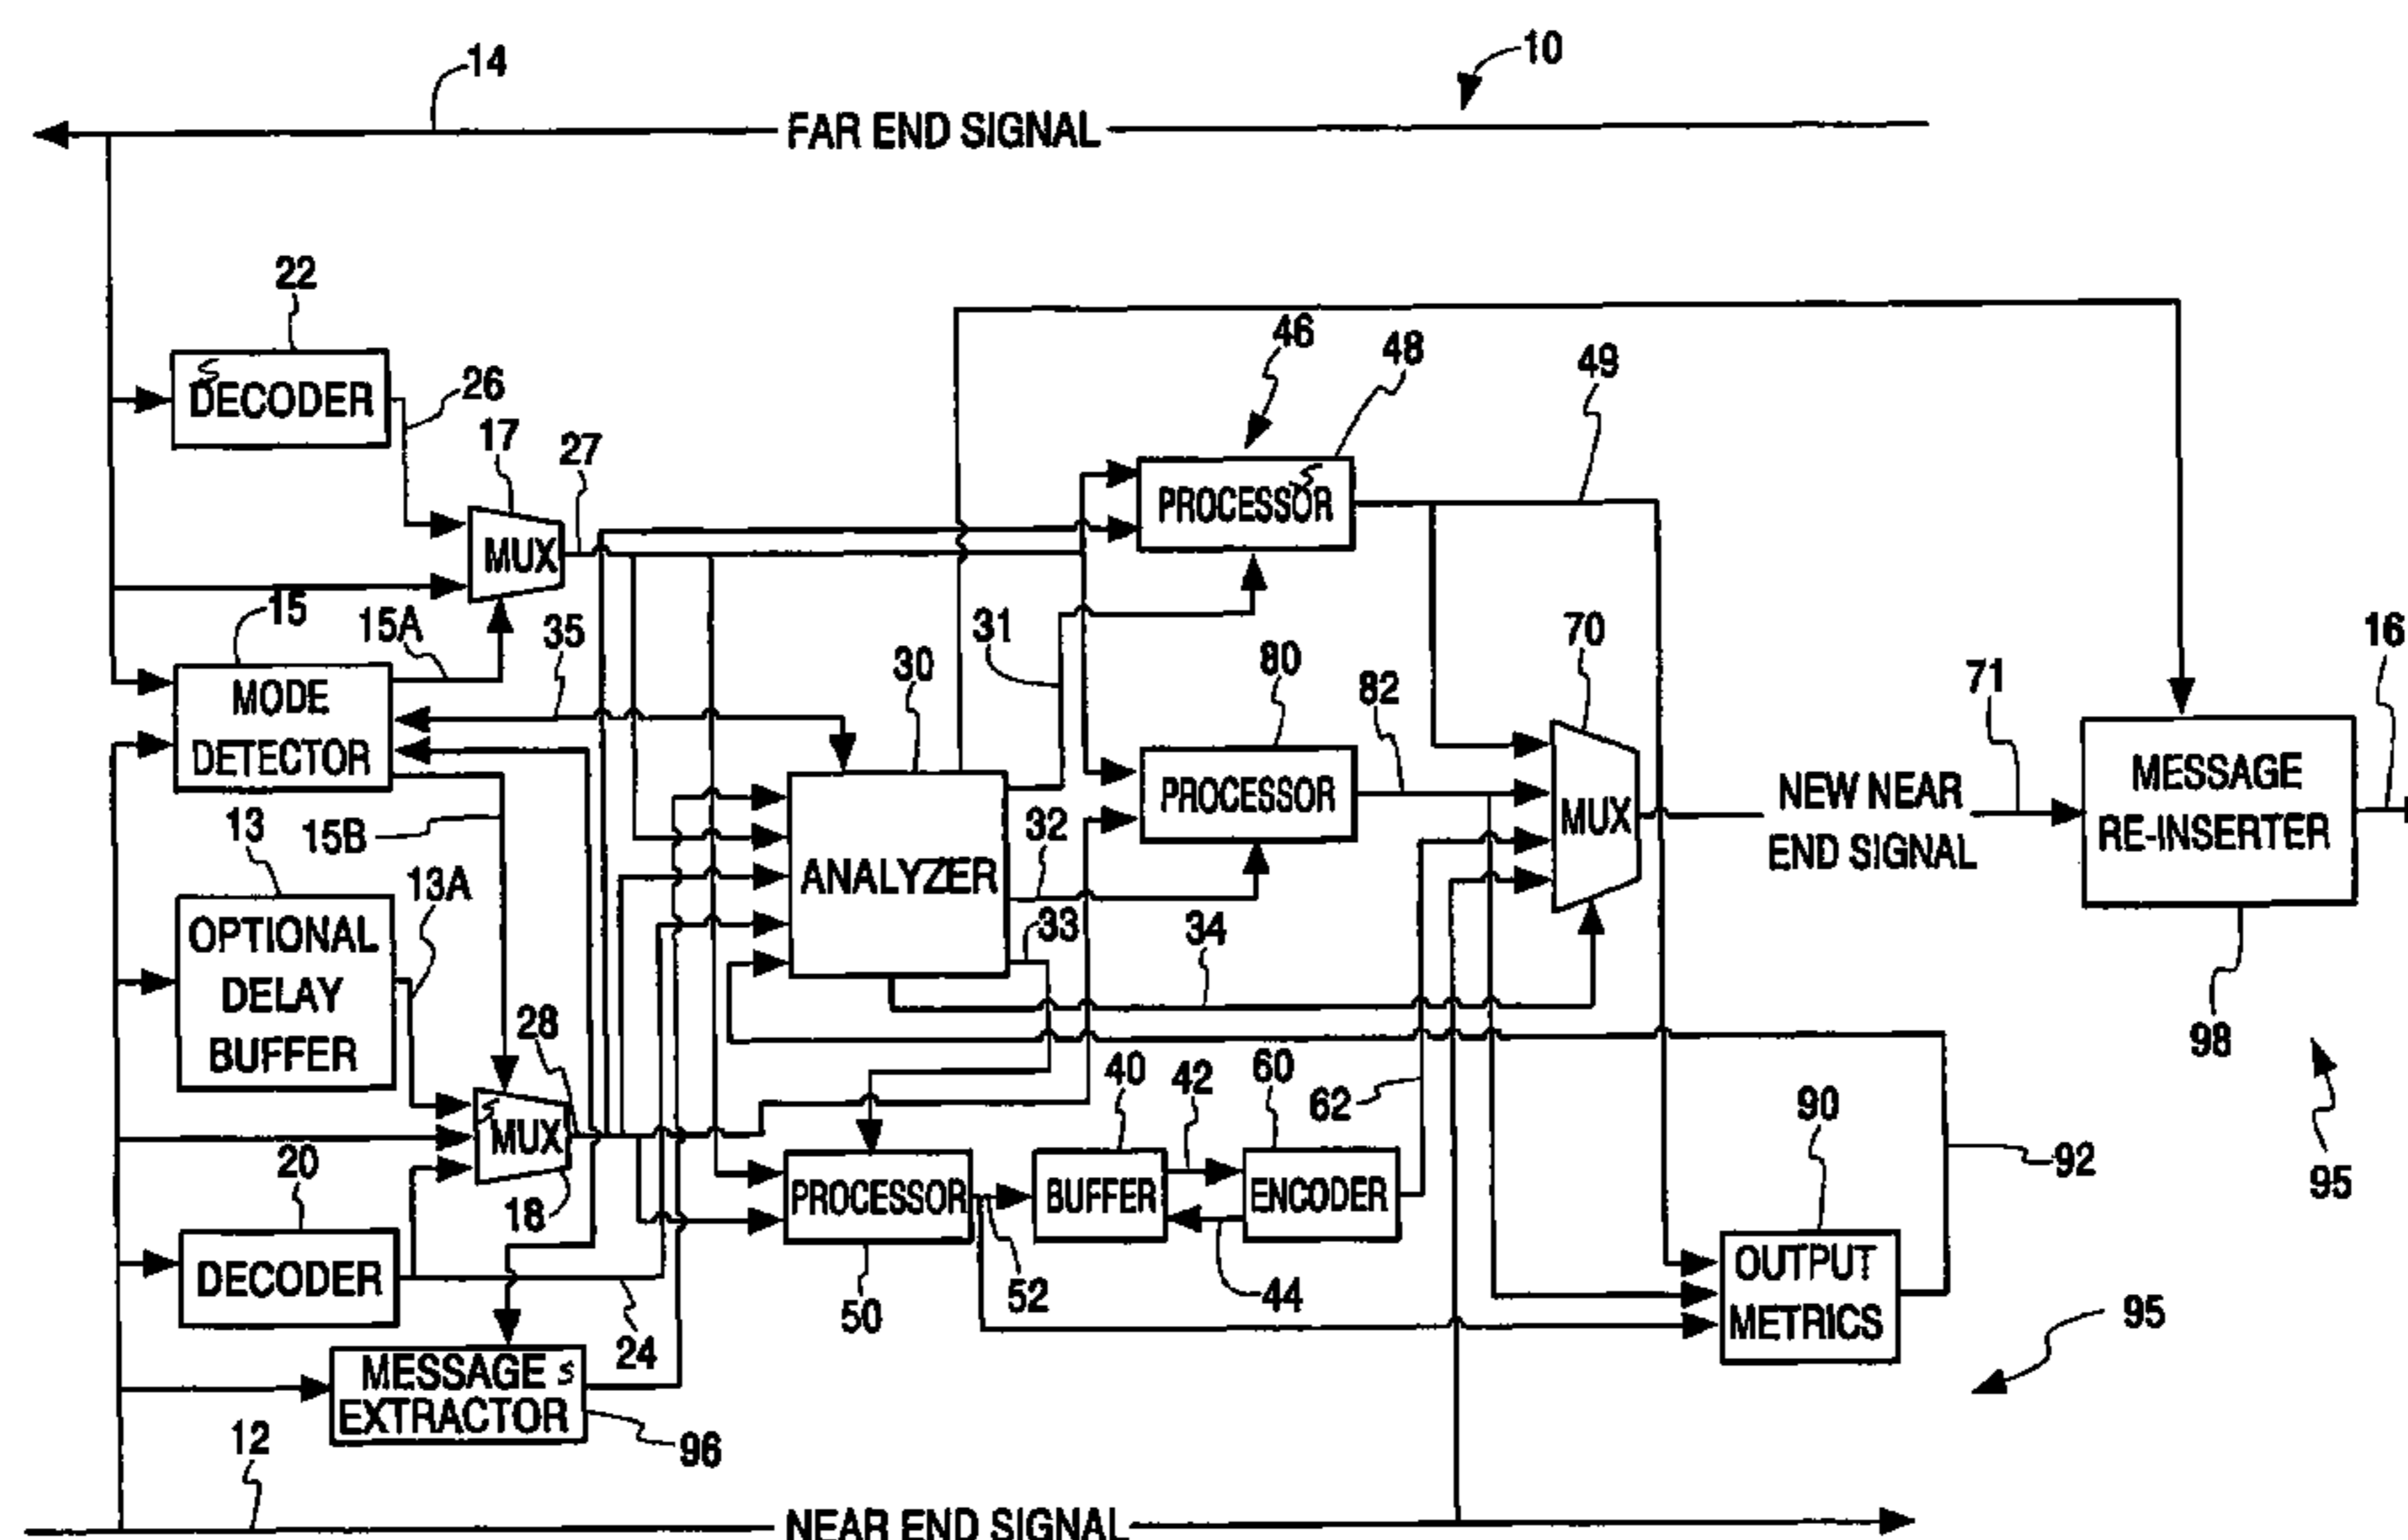 14
10
FAR END SIGNAL
22
DECODER
26
17
27
MUX
46
48
49
PROCESSOR
15
15A
35
MODE
DETECTOR
15B
30
31
ANALYZER
32
33
34
80
82
PROCESSOR
70
MUX
NEW NEAR
END SIGNAL
71
16
MESSAGE
RE-INSERTER
98
95
13
13A
OPTIONAL
DELAY
BUFFER
28
MUX
18
20
DECODER
24
MESSAGE
EXTRACTOR
96
PROCESSOR
50
52
40
BUFFER
42
44
60
ENCODER
62
90
OUTPUT
METRICS
92
95
12
NEAR END SIGNAL